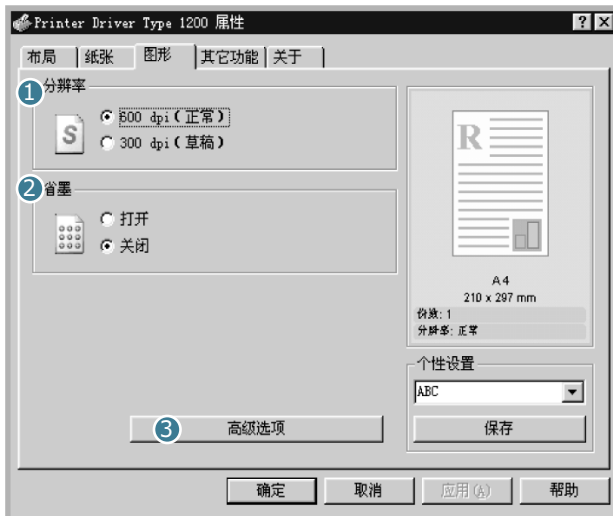 Printer Driver Type 1200 属性
布局 纸张 图形 其它功能 关于
1 分辨率
600 dpi(正常)
300 dpi(草稿)
2 省墨
打开
关闭
3 高级选项
R
S
A4
210 x 297 mm
份数: 1
分辨率: 正常
个性设置
ABC
保存
确定 取消 应用(A) 帮助